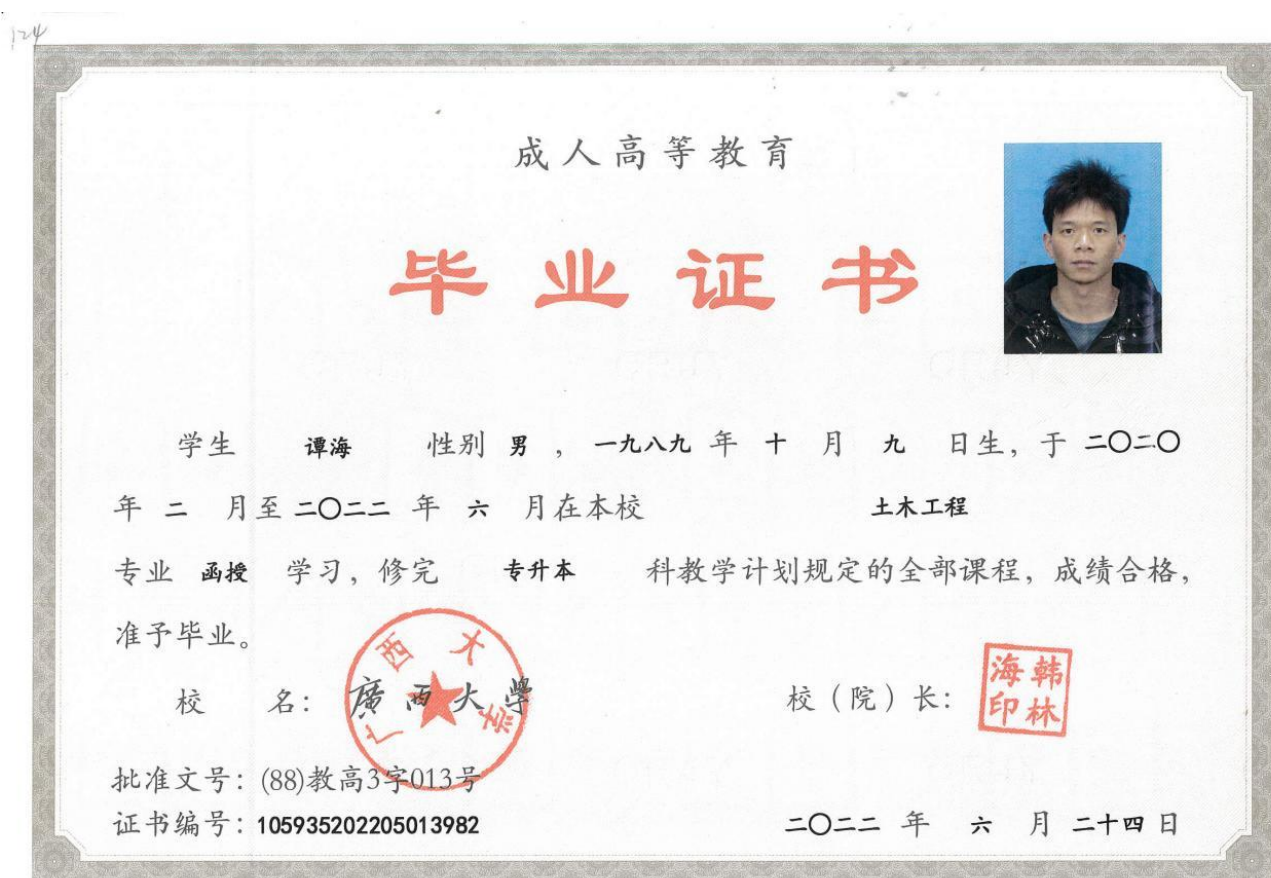 124
成人高等教育
毕业证书
学生 谭海 性别 男 ，一九八九 年 十 月 九 日生，于 二〇二〇
年 二 月至 二〇二二 年 六 月在本校 土木工程
专业 函授 学习，修完 专升本 科教学计划规定的全部课程，成绩合格，
准予毕业。
校 名：廣西大學
广西大学
校（院）长：
韩林海印
批准文号：(88)教高3字013号
证书编号：105935202205013982
二〇二二 年 六 月 二十四 日